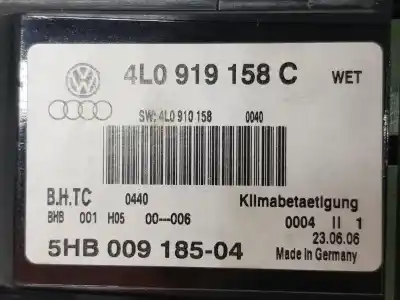 4L0 919 158 C WET
SW: 4L0 910 158 0040
B.H.TC 0440 Klimabetaetigung
BHB 001 H05 00---006 0004 II 1
23.06.06
5HB 009 185-04 Made in Germany